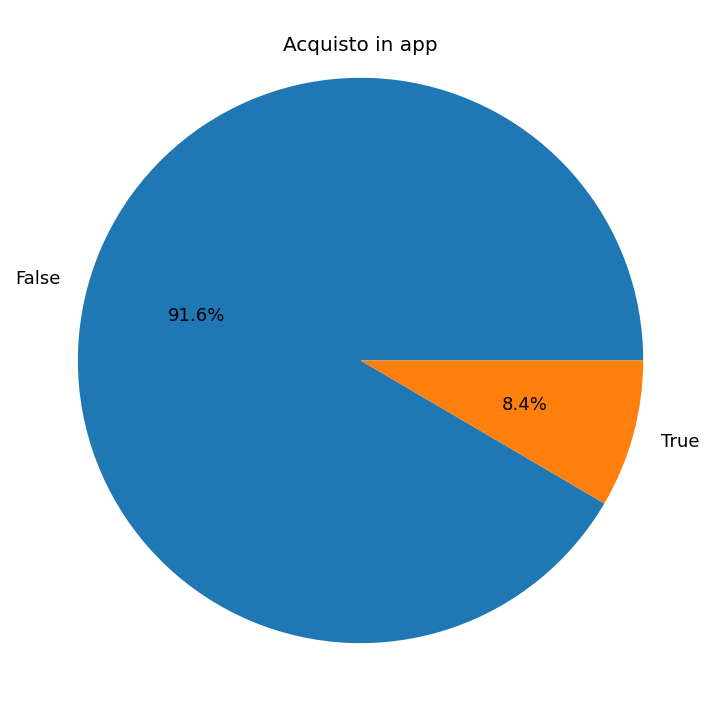 Acquisto in app
False
91.6%
8.4%
True